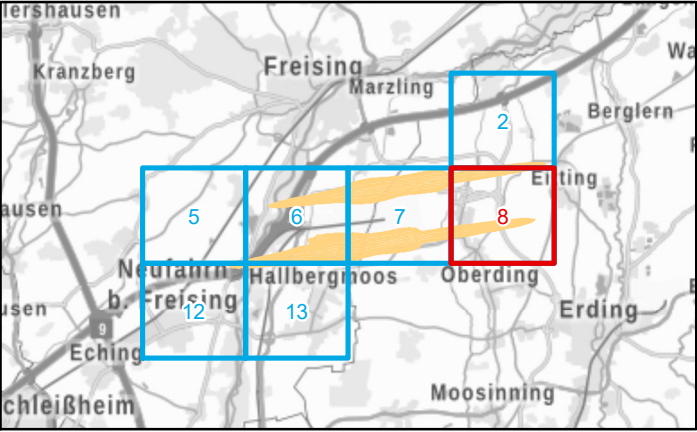 lershausen
Kranzberg
Freising
Marzling
Wa
2
Berglern
Eitting
ausen
5
6
7
8
Neufahrn
b. Freising
Hallbergmoos
Oberding
usen
12
13
Erding
9
Eching
Moosinning
chleißheim